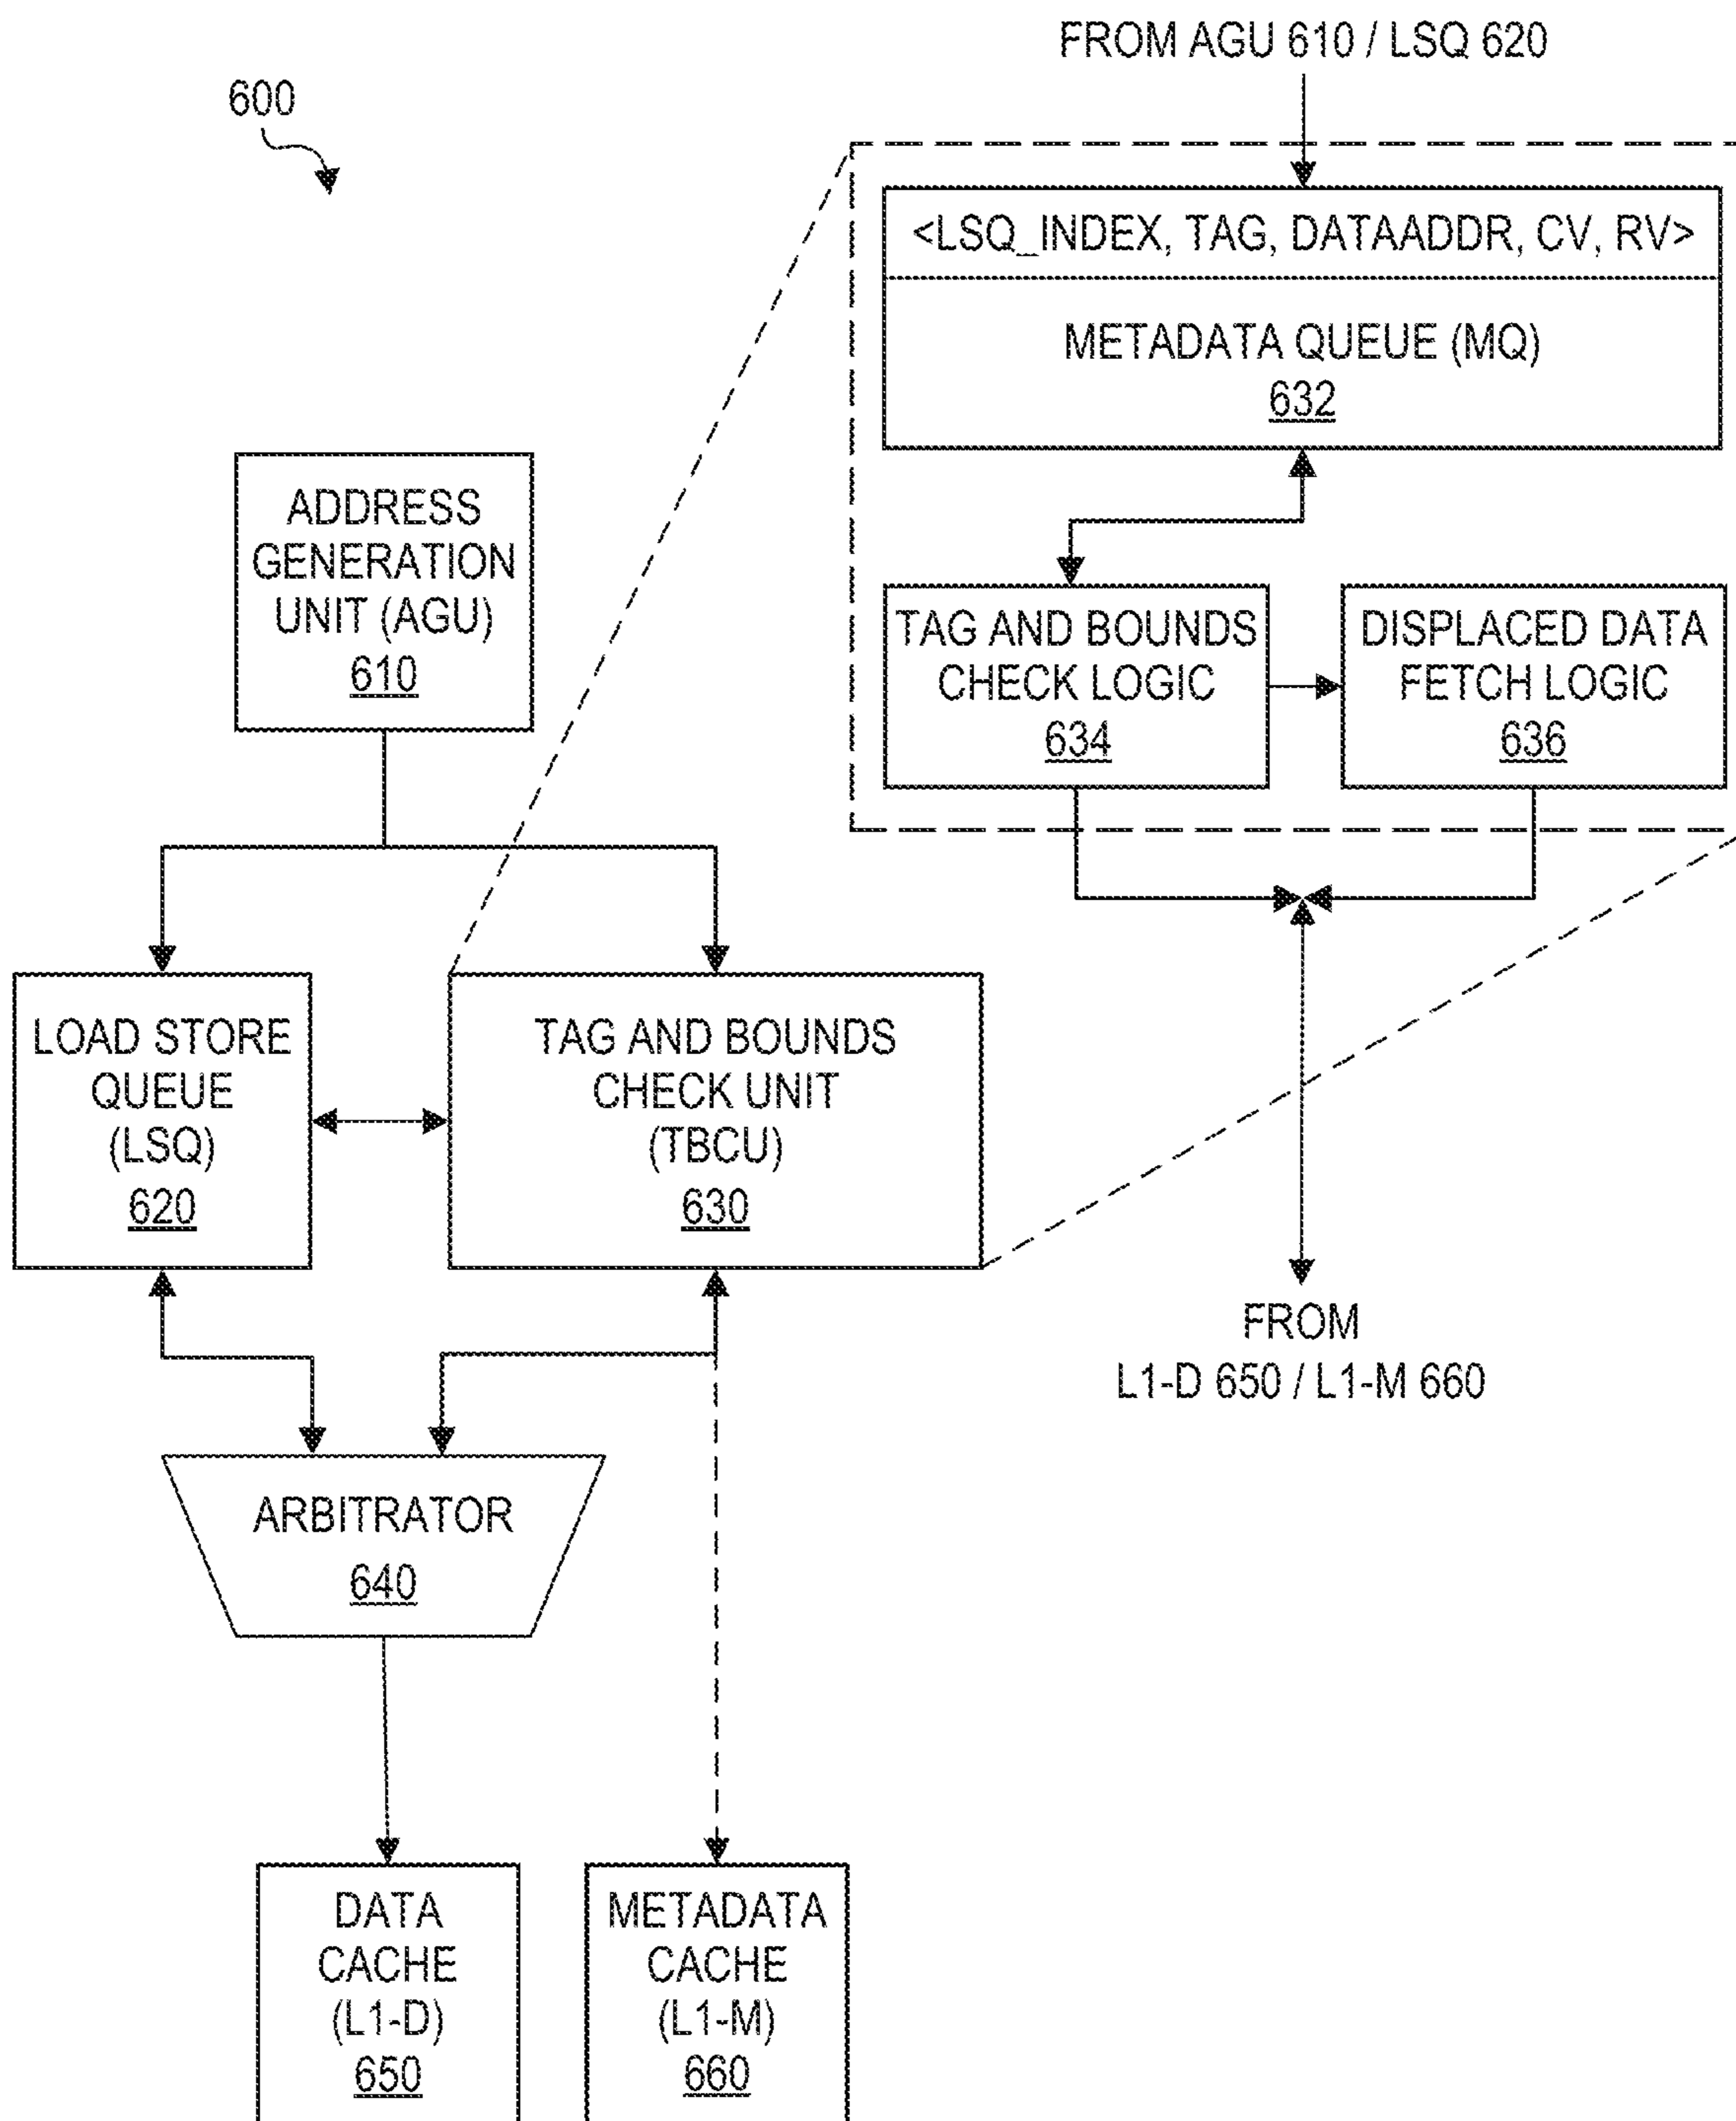 FROM AGU 610 / LSQ 620
600
<LSQ_INDEX, TAG, DATAADDR, CV, RV>
METADATA QUEUE (MQ)
632
ADDRESS
GENERATION
UNIT (AGU)
610
TAG AND BOUNDS
CHECK LOGIC
634
DISPLACED DATA
FETCH LOGIC
636
LOAD STORE
QUEUE
(LSQ)
620
TAG AND BOUNDS
CHECK UNIT
(TBCU)
630
FROM
L1-D 650 / L1-M 660
ARBITRATOR
640
DATA
CACHE
(L1-D)
650
METADATA
CACHE
(L1-M)
660